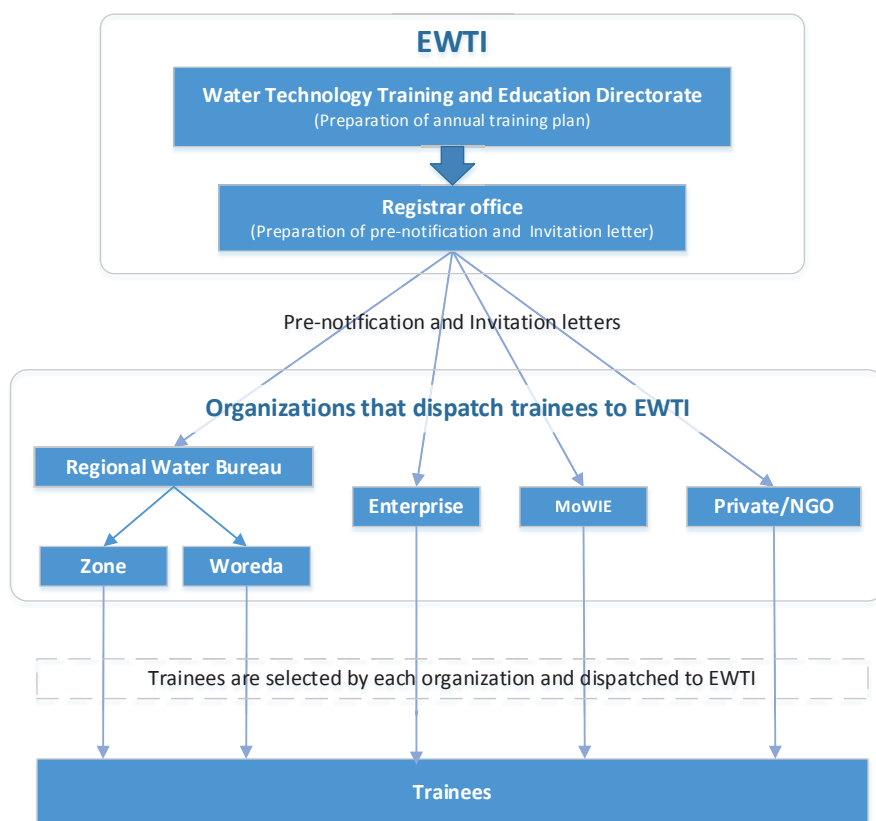 EWTI
Water Technology Training and Education Directorate
(Preparation of annual training plan)
Registrar office
(Preparation of pre-notification and Invitation letter)
Pre-notification and Invitation letters
Organizations that dispatch trainees to EWTI
Regional Water Bureau
Enterprise
MoWIE
Private/NGO
Zone
Woreda
Trainees are selected by each organization and dispatched to EWTI
Trainees